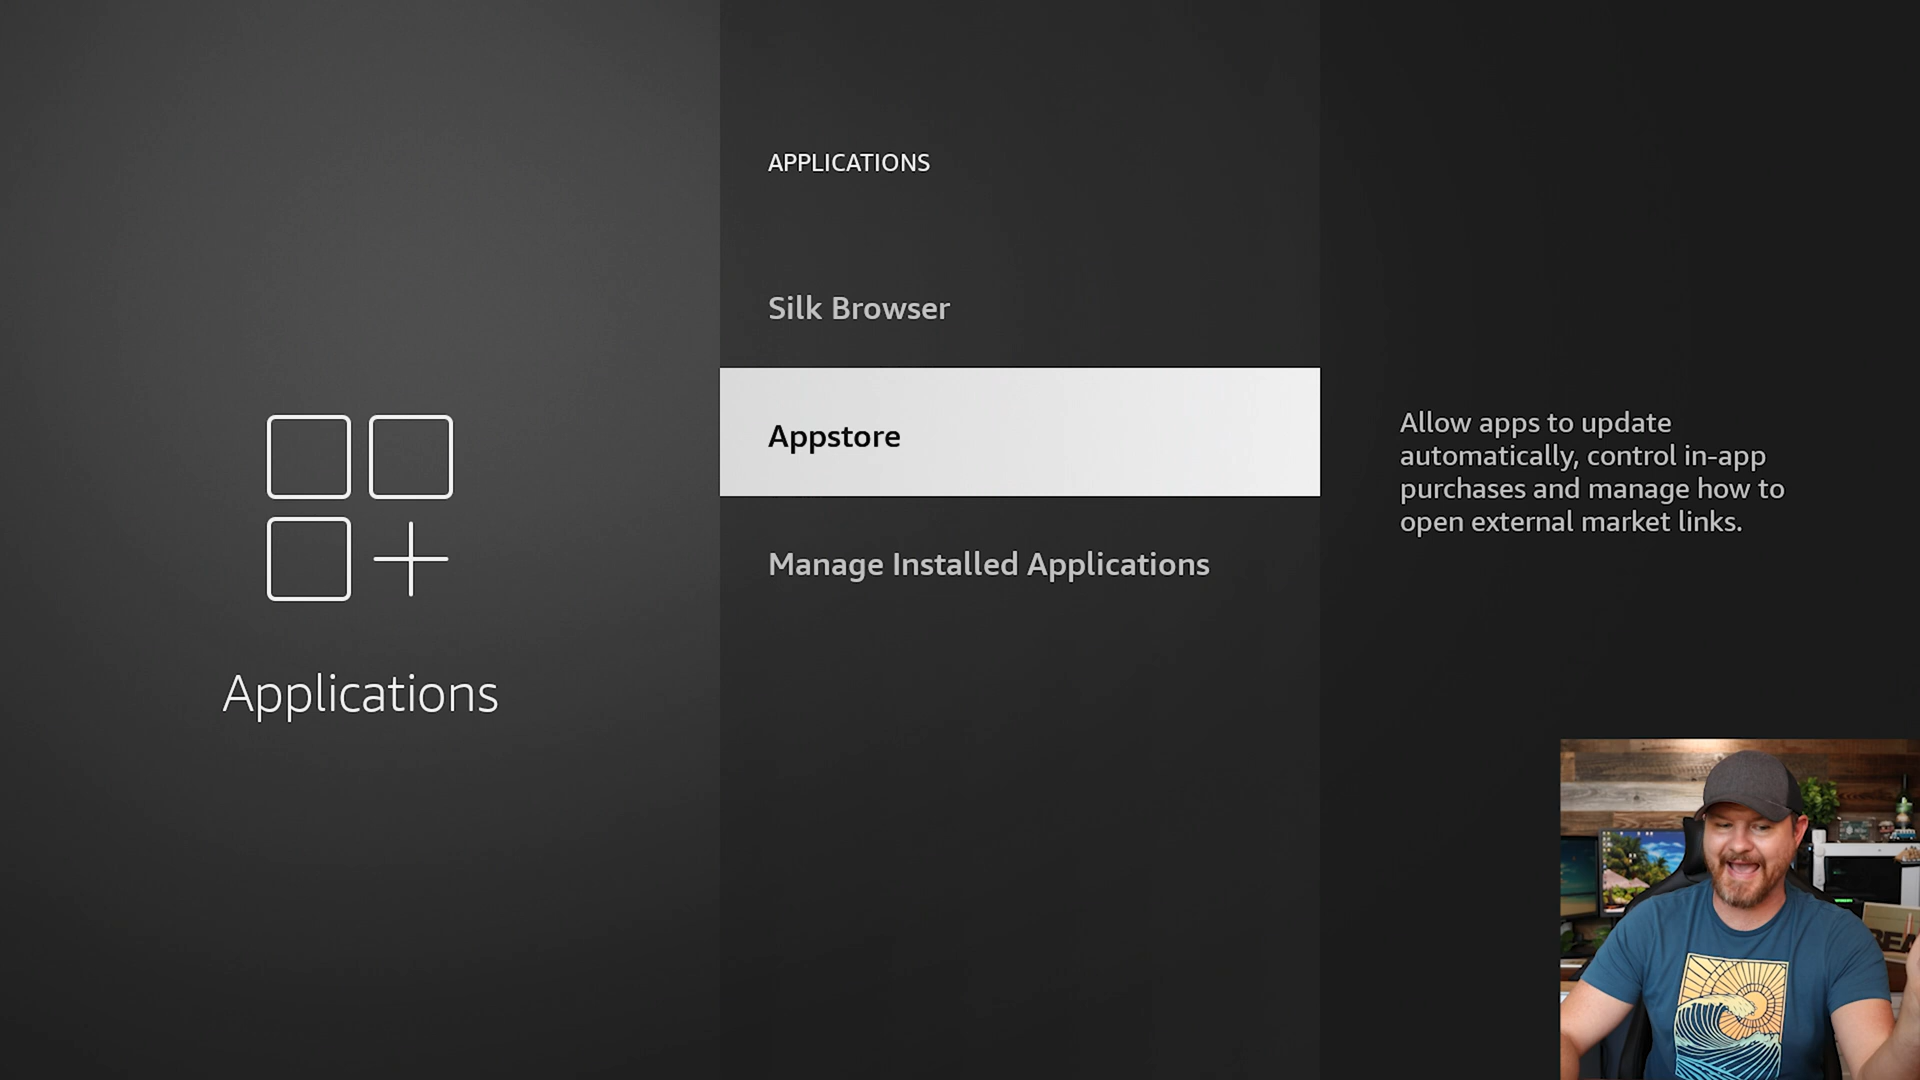 APPLICATIONS
Silk Browser
Appstore
Manage Installed Applications
Applications
Allow apps to update
automatically, control in-app
purchases and manage how to
open external market links.